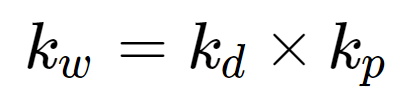 k_w = k_d × k_p